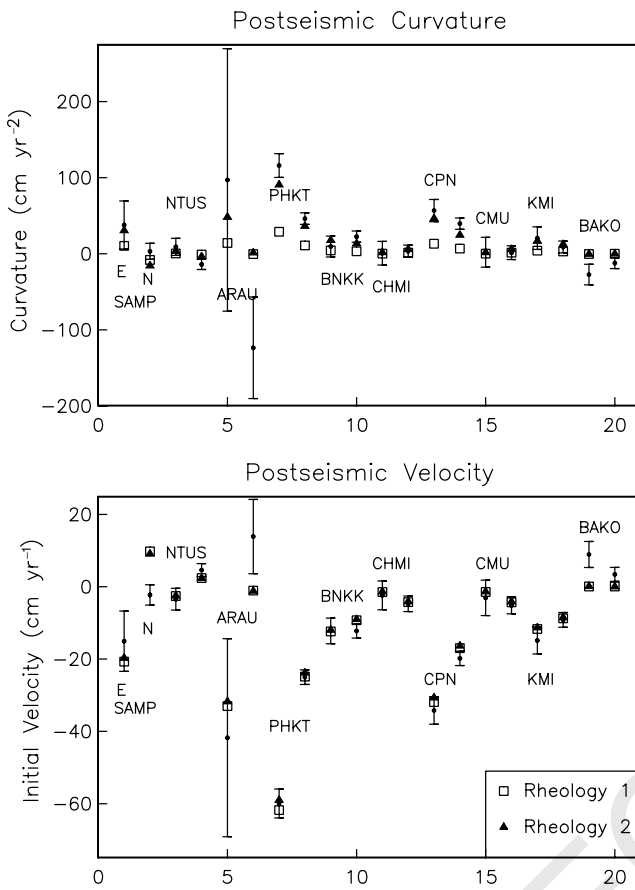 Postseismic Curvature
Curvature (cm yr⁻²)
200
100
0
−100
−200
E
SAMP
N
NTUS
ARAU
PHKT
BNKK
CHMI
CPN
CMU
KMI
BAKO
0 5 10 15 20
Postseismic Velocity
Initial Velocity (cm yr⁻¹)
20
0
−20
−40
−60
E
SAMP
N
NTUS
ARAU
PHKT
BNKK
CHMI
CPN
CMU
KMI
BAKO
Rheology 1
Rheology 2
0 5 10 15 20